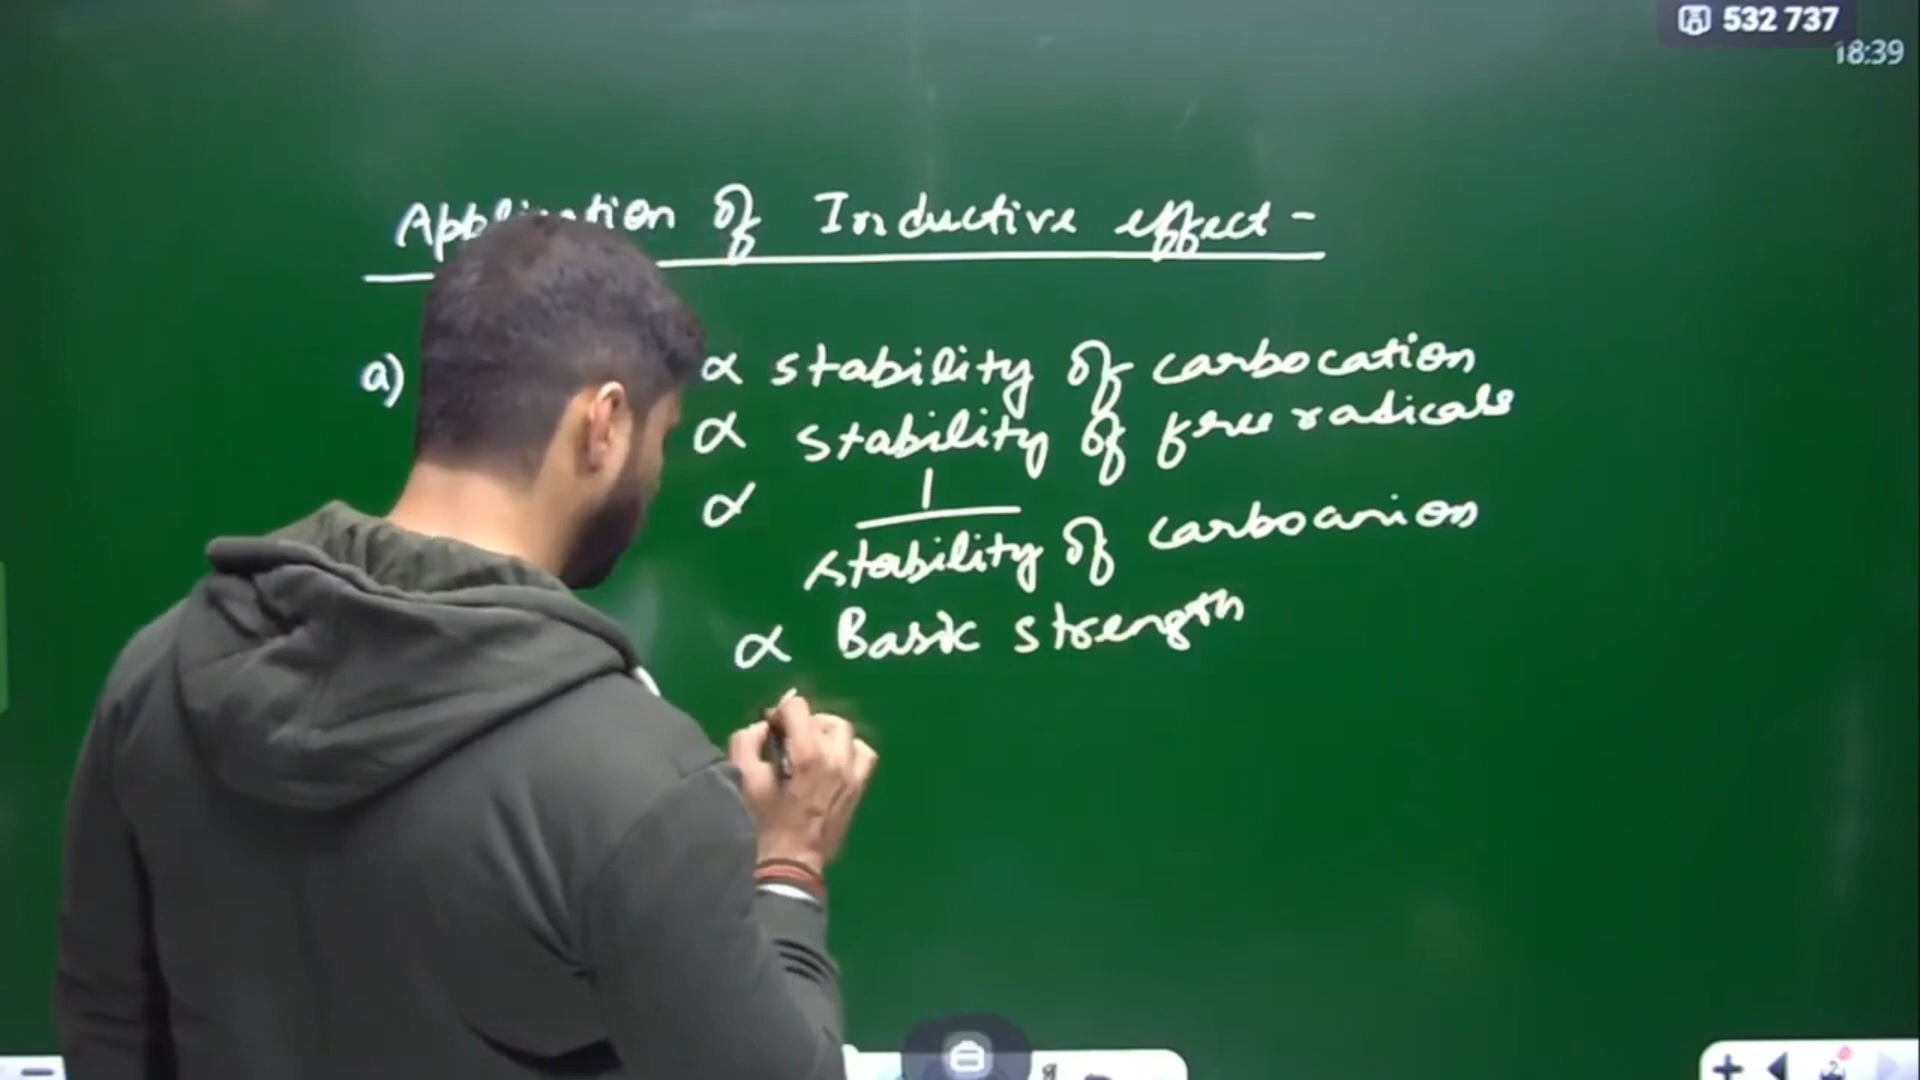 532 737
18:39
Application of Inductive effect -
a) α stability of carbocation
α stability of free radicals
α 1
stability of carboanion
α Basic strength